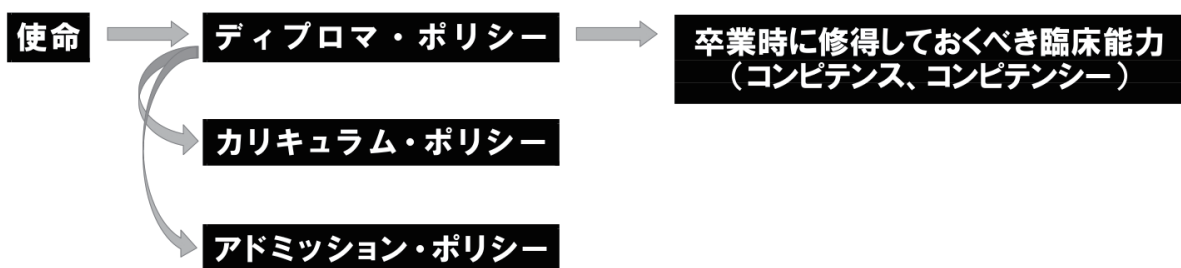 使命
ディプロマ・ポリシー
卒業時に修得しておくべき臨床能力
（コンピテンス、コンピテンシー）
カリキュラム・ポリシー
アドミッション・ポリシー